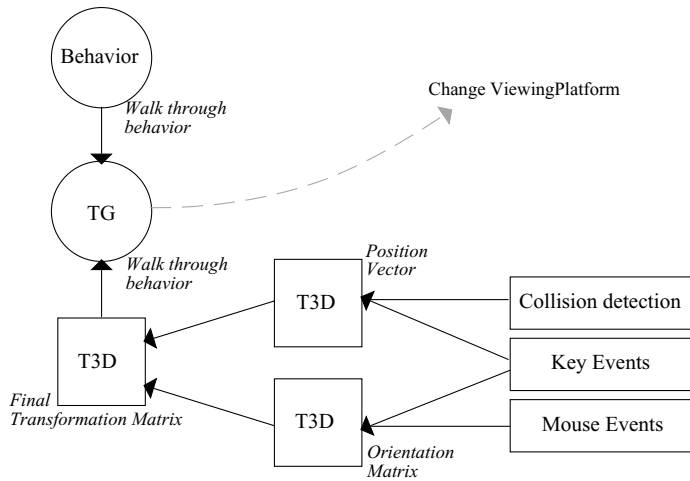 Behavior
Change ViewingPlatform
Walk through
behavior
TG
Walk through
behavior
Position
Vector
T3D
Collision detection
T3D
Key Events
Final
Transformation Matrix
T3D
Mouse Events
Orientation
Matrix